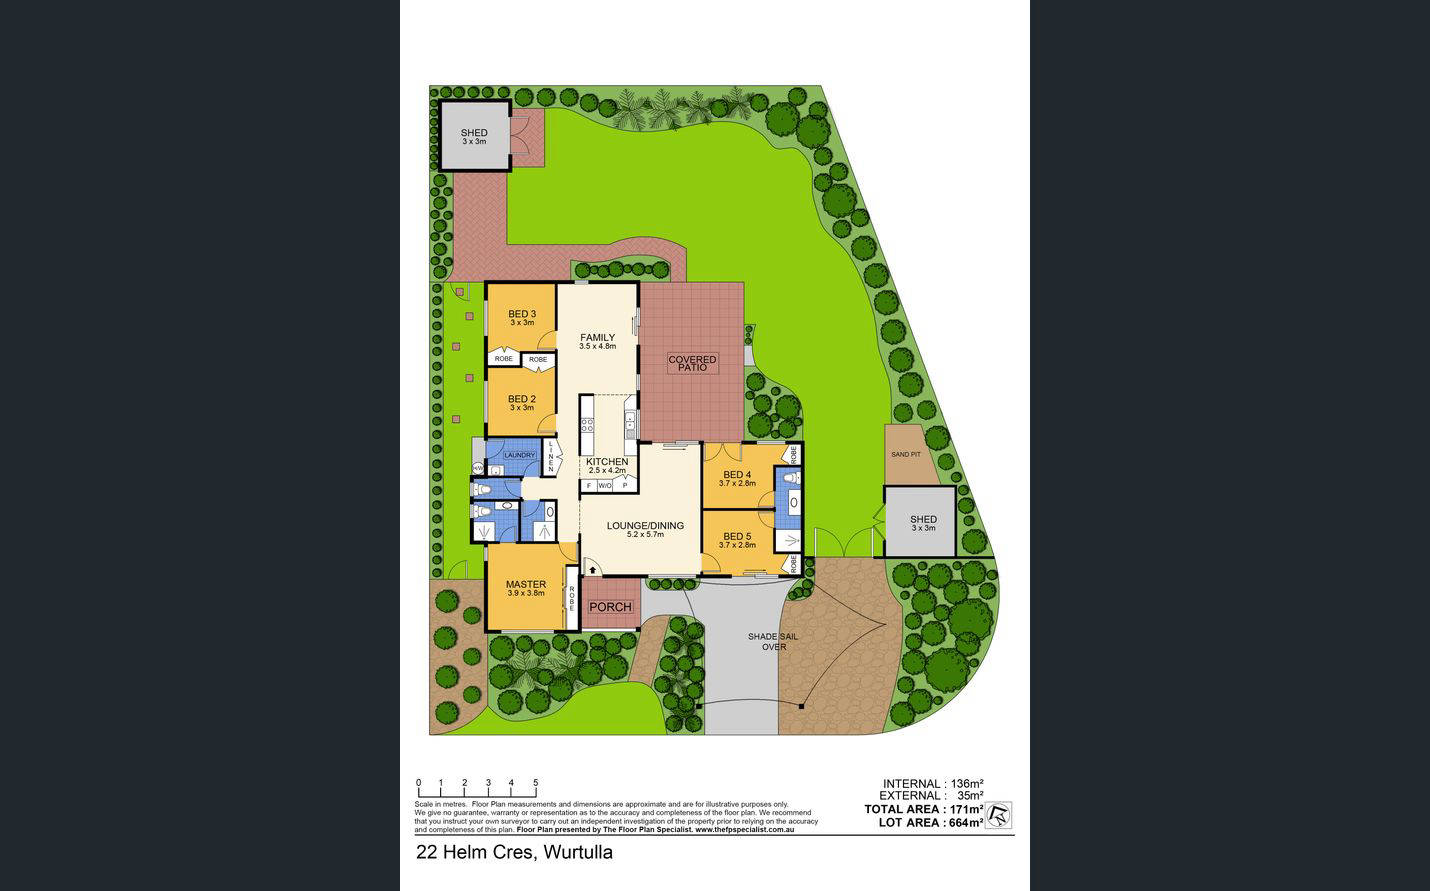 SHED
3 x 3m
BED 3
3 x 3m
FAMILY
3.5 x 4.8m
ROBE
ROBE
COVERED
PATIO
BED 2
3 x 3m
LINEN
LAUNDRY
H/W
KITCHEN
2.5 x 4.2m
F
W/O
P
ROBE
BED 4
3.7 x 2.8m
SAND PIT
LOUNGE/DINING
5.2 x 5.7m
BED 5
3.7 x 2.8m
SHED
3 x 3m
ROBE
MASTER
3.9 x 3.8m
ROBE
PORCH
SHADE SAIL
OVER
0 1 2 3 4 5
Scale in metres. Floor Plan measurements and dimensions are approximate and are for illustrative purposes only.
We give no guarantee, warranty or representation as to the accuracy and completeness of the floor plan. We recommend
that you instruct your own surveyor to carry out an independent investigation of the property prior to relying on the accuracy
and completeness of this plan. Floor Plan presented by The Floor Plan Specialist. www.thefpspecialist.com.au
INTERNAL : 136m²
EXTERNAL : 35m²
TOTAL AREA : 171m²
LOT AREA : 664m²
22 Helm Cres, Wurtulla